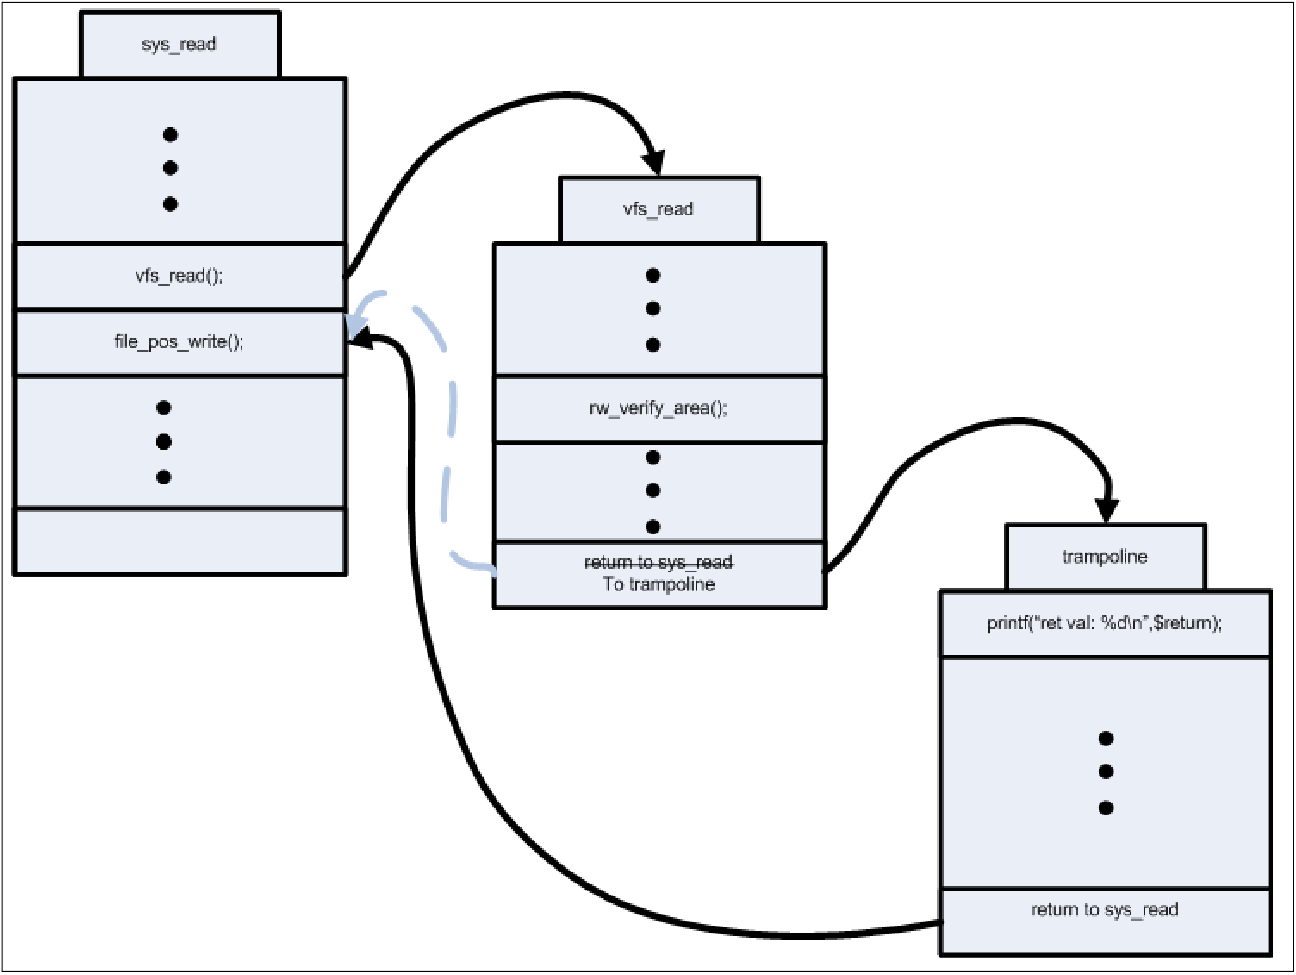 sys_read
vfs_read();
file_pos_write();
vfs_read
rw_verify_area();
return to sys_read
To trampoline
trampoline
printf("ret val: %d\n",$return);
return to sys_read